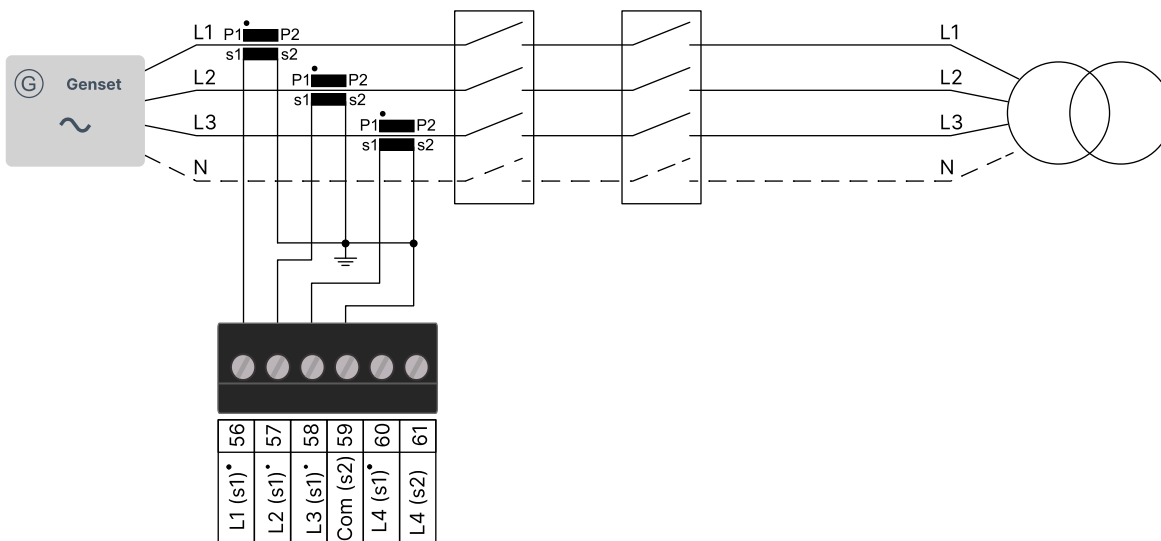 L1 P1 P2 L1
s1 s2
G Genset L2 P1 P2 L2
s1 s2
L3 P1 P2 L3
s1 s2
N N
56 57 58 59 60 61
L1 (s1)•
L2 (s1)•
L3 (s1)•
Com (s2)
L4 (s1)•
L4 (s2)